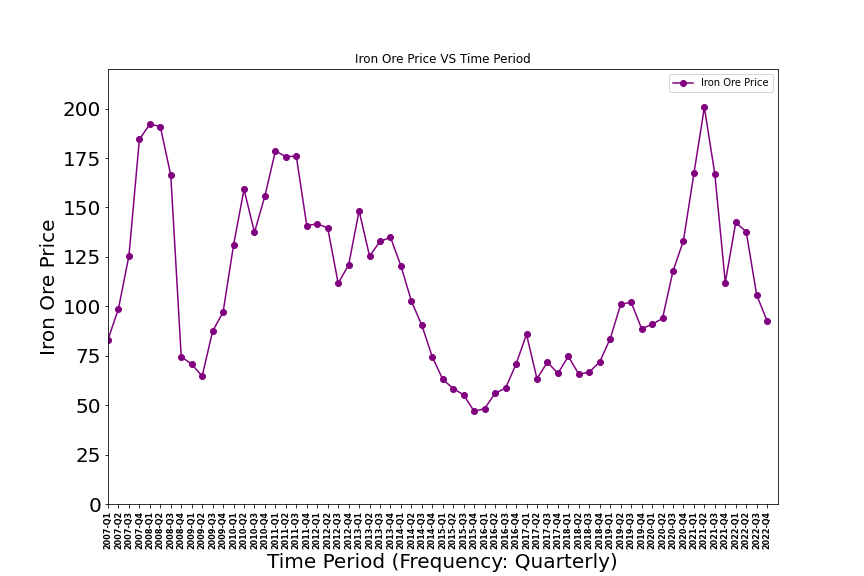 Iron Ore Price VS Time Period
Iron Ore Price
200
175
150
125
100
75
50
25
0
Iron Ore Price
2007-Q1
2007-Q2
2007-Q3
2007-Q4
2008-Q1
2008-Q2
2008-Q3
2008-Q4
2009-Q1
2009-Q2
2009-Q3
2009-Q4
2010-Q1
2010-Q2
2010-Q3
2010-Q4
2011-Q1
2011-Q2
2011-Q3
2011-Q4
2012-Q1
2012-Q2
2012-Q3
2012-Q4
2013-Q1
2013-Q2
2013-Q3
2013-Q4
2014-Q1
2014-Q2
2014-Q3
2014-Q4
2015-Q1
2015-Q2
2015-Q3
2015-Q4
2016-Q1
2016-Q2
2016-Q3
2016-Q4
2017-Q1
2017-Q2
2017-Q3
2017-Q4
2018-Q1
2018-Q2
2018-Q3
2018-Q4
2019-Q1
2019-Q2
2019-Q3
2019-Q4
2020-Q1
2020-Q2
2020-Q3
2020-Q4
2021-Q1
2021-Q2
2021-Q3
2021-Q4
2022-Q1
2022-Q2
2022-Q3
2022-Q4
Time Period (Frequency: Quarterly)